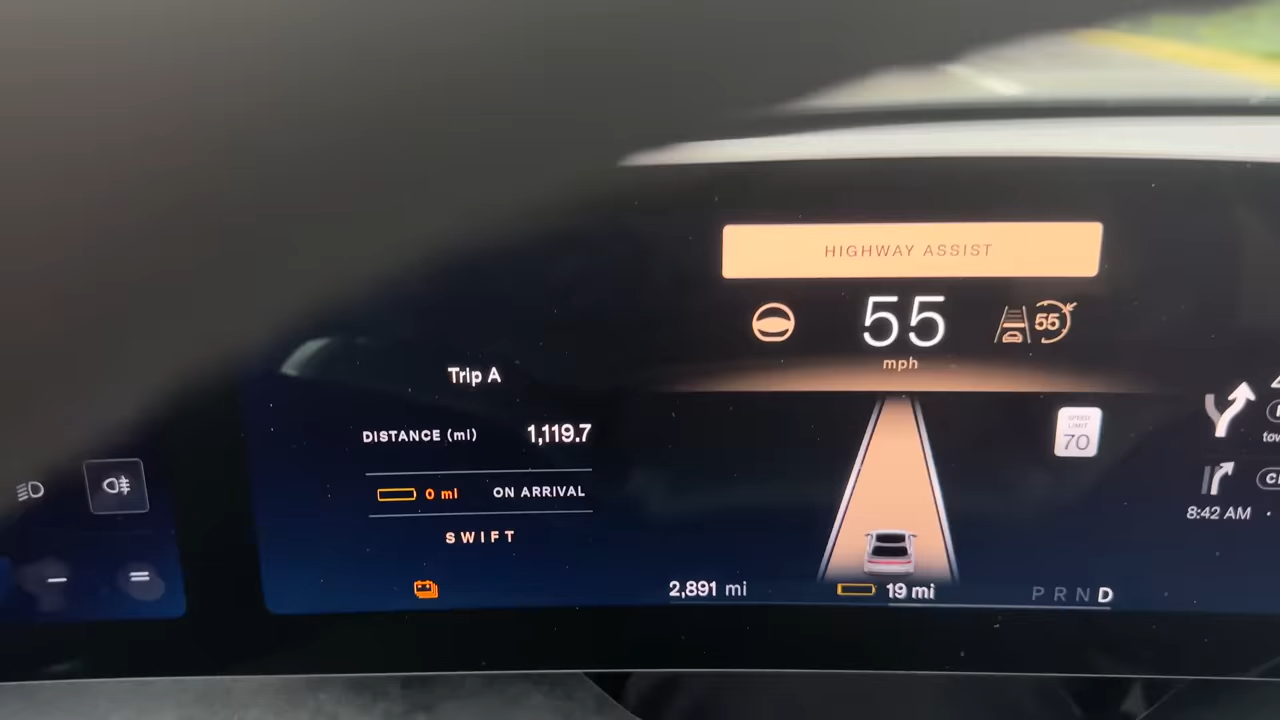 HIGHWAY ASSIST
55
55
mph
Trip A
DISTANCE (mi) 1,119.7
0 mi ON ARRIVAL
SWIFT
SPEED
LIMIT
70
8:42 AM
2,891 mi
19 mi
P R N D